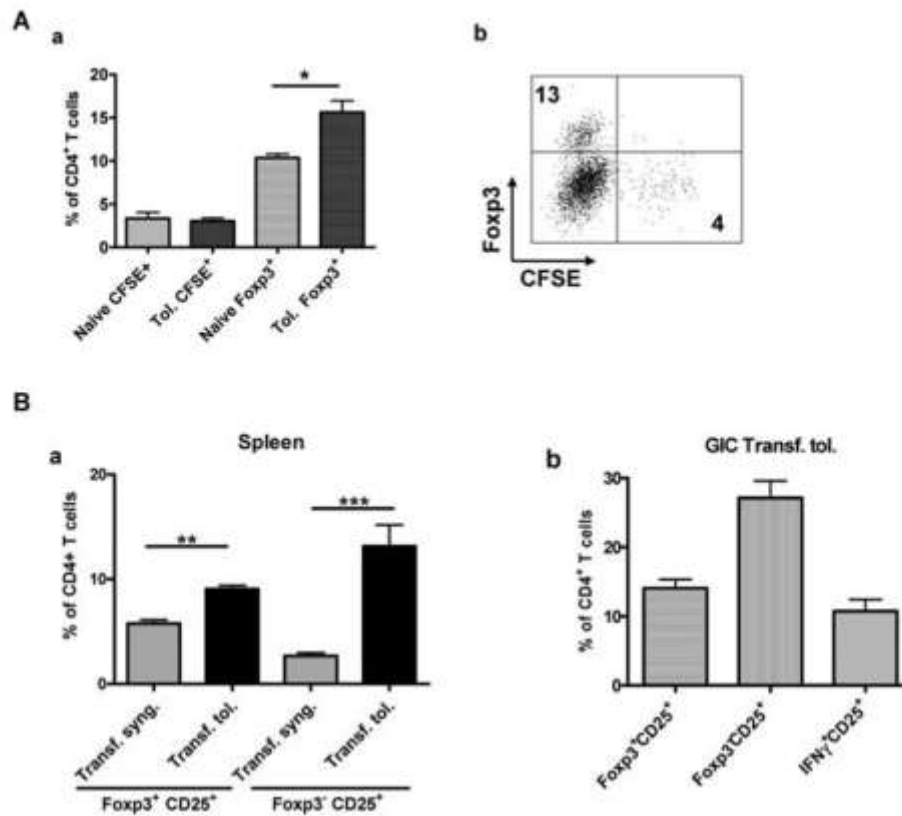 A
a
% of CD4⁺ T cells
20
15
10
5
0
*
Naive CFSE+
Tol. CFSE⁺
Naive Foxp3⁺
Tol. Foxp3⁺
b
13
4
Foxp3
CFSE
B
a
Spleen
% of CD4+ T cells
20
10
0
**
***
Transf. syng.
Transf. tol.
Transf. syng.
Transf. tol.
Foxp3⁺ CD25⁺
Foxp3⁻ CD25⁺
b
GIC Transf. tol.
% of CD4⁺ T cells
30
20
10
0
Foxp3⁺CD25⁺
Foxp3⁻CD25⁺
IFNγ⁺CD25⁺